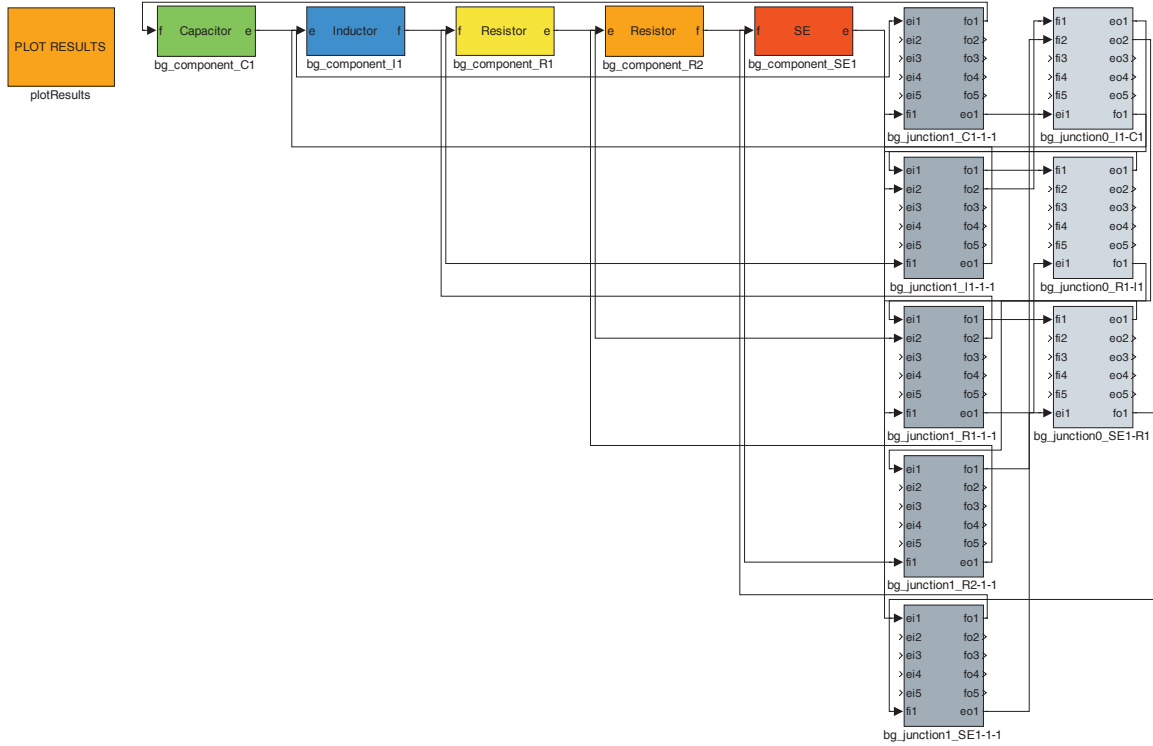 PLOT RESULTS
plotResults
f Capacitor e
bg_component_C1
e Inductor f
bg_component_I1
f Resistor e
bg_component_R1
e Resistor f
bg_component_R2
f SE e
bg_component_SE1
ei1 fo1
ei2 fo2
ei3 fo3
ei4 fo4
ei5 fo5
fi1 eo1
bg_junction1_C1-1-1
fi1 eo1
fi2 eo2
fi3 eo3
fi4 eo4
fi5 eo5
ei1 fo1
bg_junction0_I1-C1
ei1 fo1
ei2 fo2
ei3 fo3
ei4 fo4
ei5 fo5
fi1 eo1
bg_junction1_I1-1-1
fi1 eo1
fi2 eo2
fi3 eo3
fi4 eo4
fi5 eo5
ei1 fo1
bg_junction0_R1-I1
ei1 fo1
ei2 fo2
ei3 fo3
ei4 fo4
ei5 fo5
fi1 eo1
bg_junction1_R1-1-1
fi1 eo1
fi2 eo2
fi3 eo3
fi4 eo4
fi5 eo5
ei1 fo1
bg_junction0_SE1-R1
ei1 fo1
ei2 fo2
ei3 fo3
ei4 fo4
ei5 fo5
fi1 eo1
bg_junction1_R2-1-1
ei1 fo1
ei2 fo2
ei3 fo3
ei4 fo4
ei5 fo5
fi1 eo1
bg_junction1_SE1-1-1